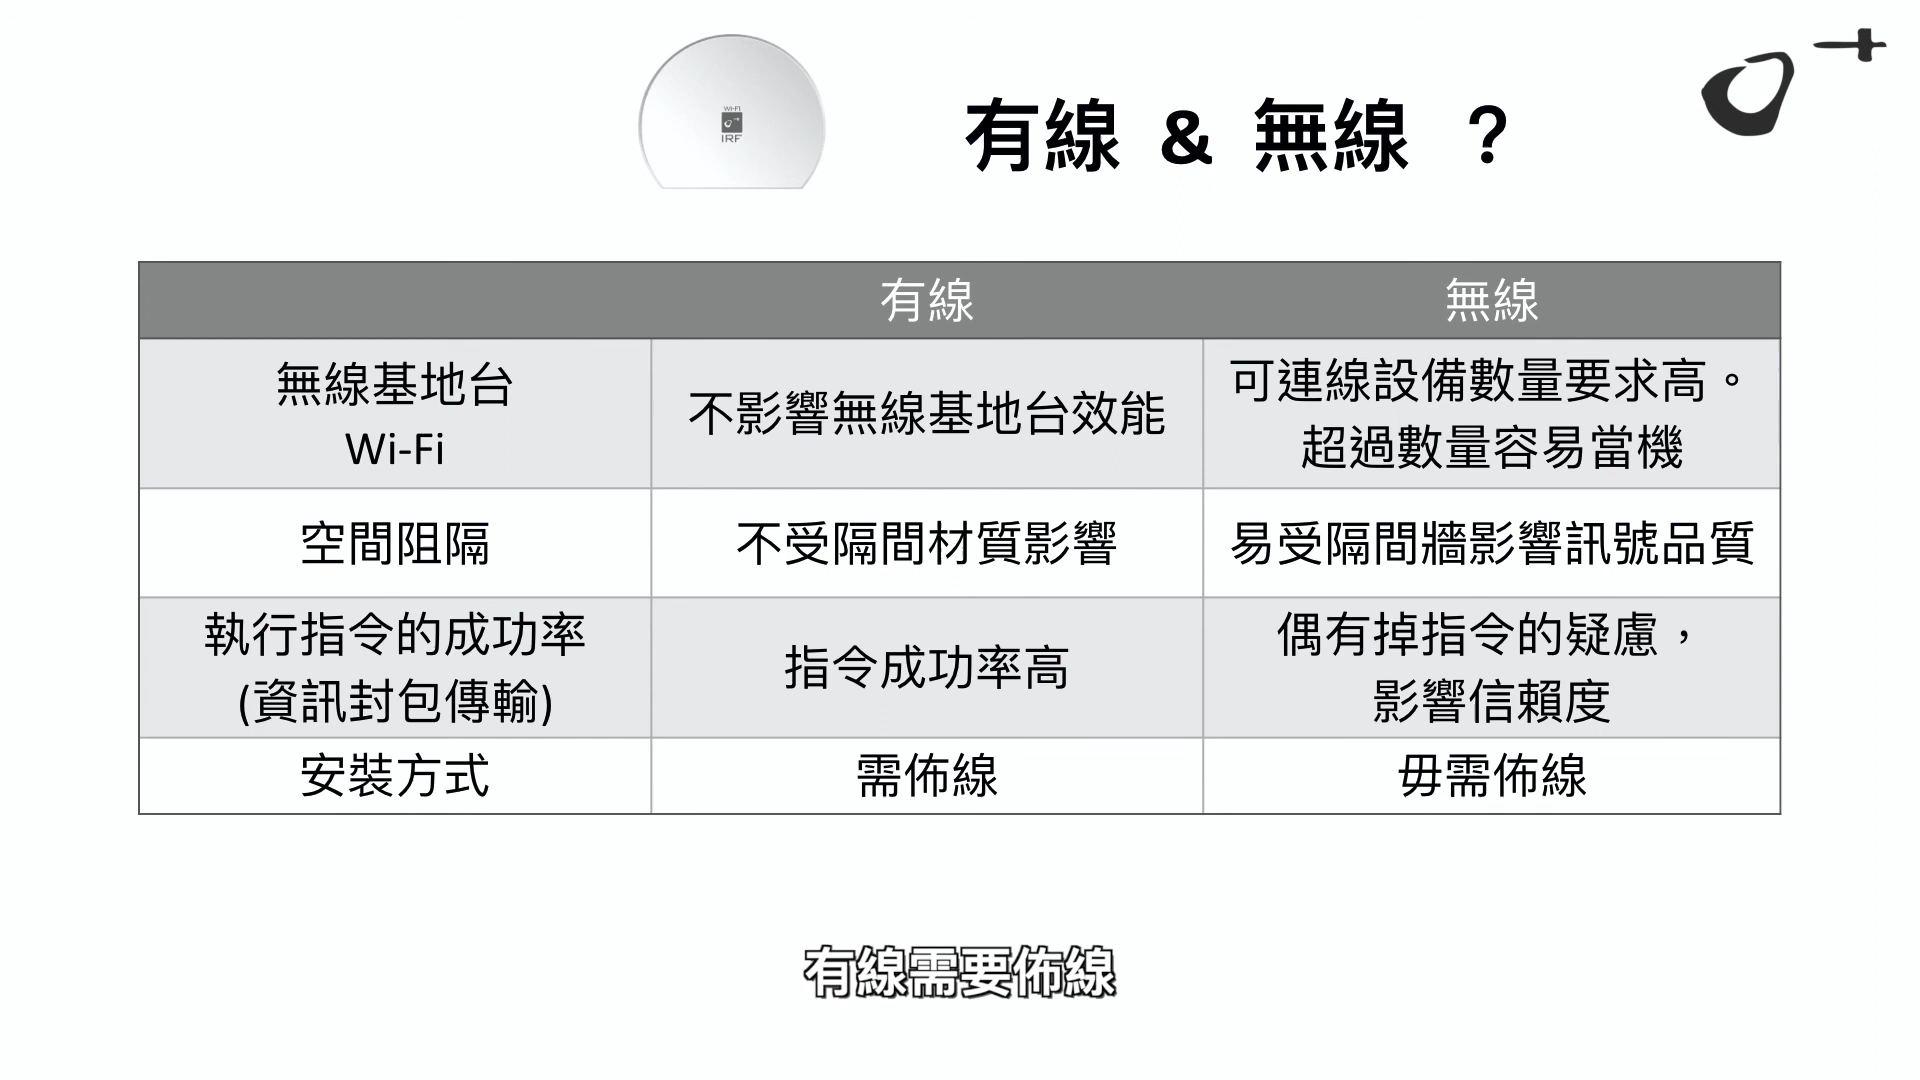 WI-FI
IRF
有線 & 無線 ？
有線 無線
無線基地台
Wi-Fi
不影響無線基地台效能
可連線設備數量要求高。
超過數量容易當機
空間阻隔
不受隔間材質影響
易受隔間牆影響訊號品質
執行指令的成功率
(資訊封包傳輸)
指令成功率高
偶有掉指令的疑慮，
影響信賴度
安裝方式
需佈線
毋需佈線
有線需要佈線